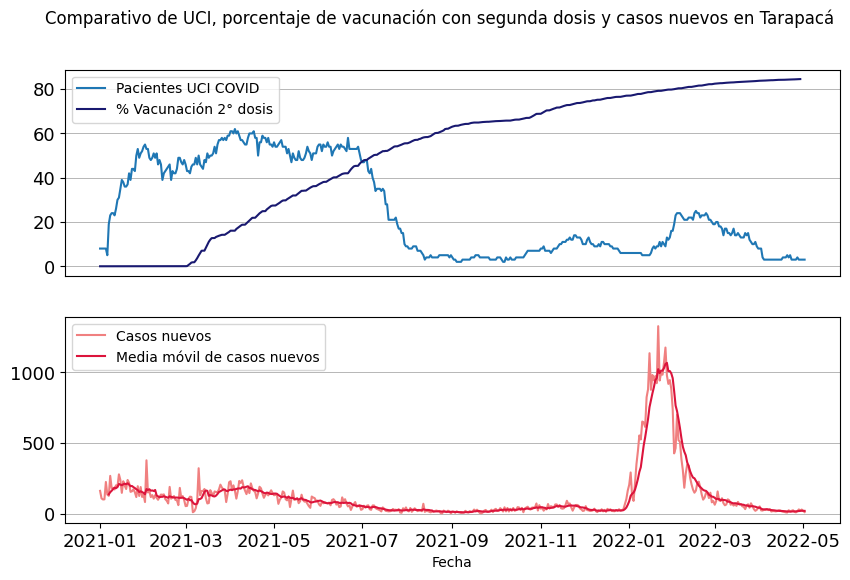 Comparativo de UCI, porcentaje de vacunación con segunda dosis y casos nuevos en Tarapacá
80
60
40
20
0
Pacientes UCI COVID
% Vacunación 2° dosis
1000
500
0
Casos nuevos
Media móvil de casos nuevos
2021-01 2021-03 2021-05 2021-07 2021-09 2021-11 2022-01 2022-03 2022-05
Fecha